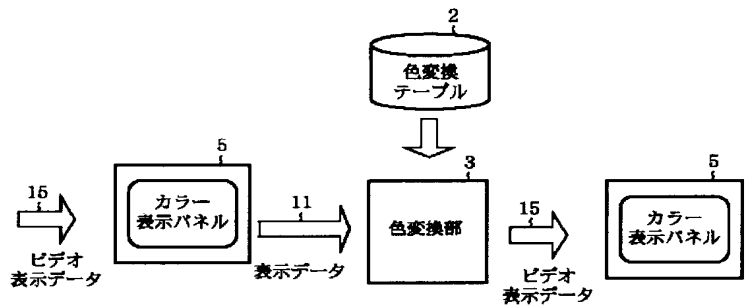 2
色変換
テーブル
5
3
5
15
カラー
表示パネル
11
色変換部
15
カラー
表示パネル
ビデオ
表示データ
表示データ
ビデオ
表示データ